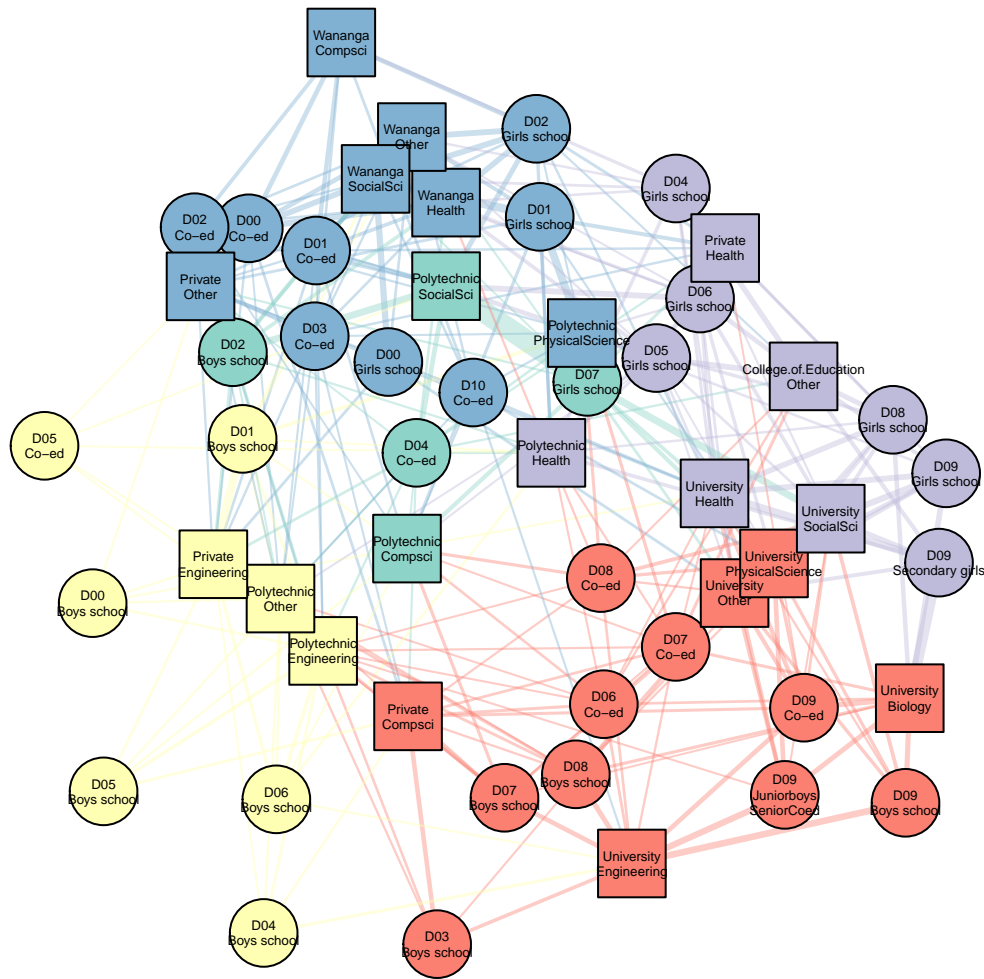 Wananga
Compsci
Wananga
Other
D02
Girls school
Wananga
SocialSci
Wananga
Health
D04
Girls school
D02
Co−ed
D00
Co−ed
D01
Co−ed
D01
Girls school
Private
Health
Private
Other
Polytechnic
SocialSci
D06
Girls school
D02
Boys school
D03
Co−ed
D00
Girls school
Polytechnic
PhysicalScience
D05
Girls school
College.of.Education
Other
D10
Co−ed
D07
Girls school
D05
Co−ed
D01
Boys school
D04
Co−ed
Polytechnic
Health
D08
Girls school
D09
Girls school
University
Health
University
SocialSci
Private
Engineering
Polytechnic
Compsci
D09
Secondary girls
University
PhysicalScience
D08
Co−ed
University
Other
D00
Boys school
Polytechnic
Other
Polytechnic
Engineering
D07
Co−ed
Private
Compsci
D06
Co−ed
D09
Co−ed
University
Biology
D05
Boys school
D06
Boys school
D07
Boys school
D08
Boys school
D09
Juniorboys
SeniorCoed
D09
Boys school
University
Engineering
D04
Boys school
D03
Boys school